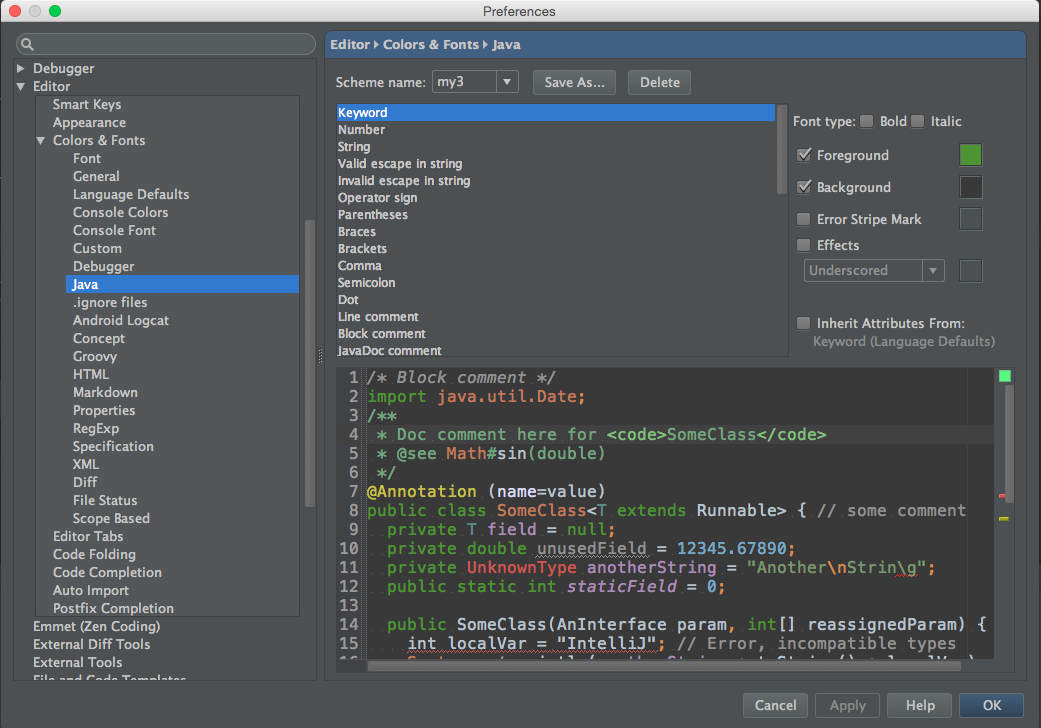 Preferences
Debugger
Editor
Smart Keys
Appearance
Colors & Fonts
Font
General
Language Defaults
Console Colors
Console Font
Custom
Debugger
Java
.ignore files
Android Logcat
Concept
Groovy
HTML
Markdown
Properties
RegExp
Specification
XML
Diff
File Status
Scope Based
Editor Tabs
Code Folding
Code Completion
Auto Import
Postfix Completion
Emmet (Zen Coding)
External Diff Tools
External Tools
File and Code Templates
Editor Colors & Fonts Java
Scheme name: my3 Save As... Delete
Keyword
Number
String
Valid escape in string
Invalid escape in string
Operator sign
Parentheses
Braces
Brackets
Comma
Semicolon
Dot
Line comment
Block comment
JavaDoc comment
Font type: Bold Italic
Foreground
Background
Error Stripe Mark
Effects
Underscored
Inherit Attributes From:
Keyword (Language Defaults)
1 /* Block comment */
2 import java.util.Date;
3 /**
4 * Doc comment here for <code>SomeClass</code>
5 * @see Math#sin(double)
6 */
7 @Annotation (name=value)
8 public class SomeClass<T extends Runnable> { // some comment
9 private T field = null;
10 private double unusedField = 12345.67890;
11 private UnknownType anotherString = "Another\nStrin\g";
12 public static int staticField = 0;
13
14 public SomeClass(AnInterface param, int[] reassignedParam) {
15 int localVar = "IntelliJ"; // Error, incompatible types
Cancel Apply Help OK